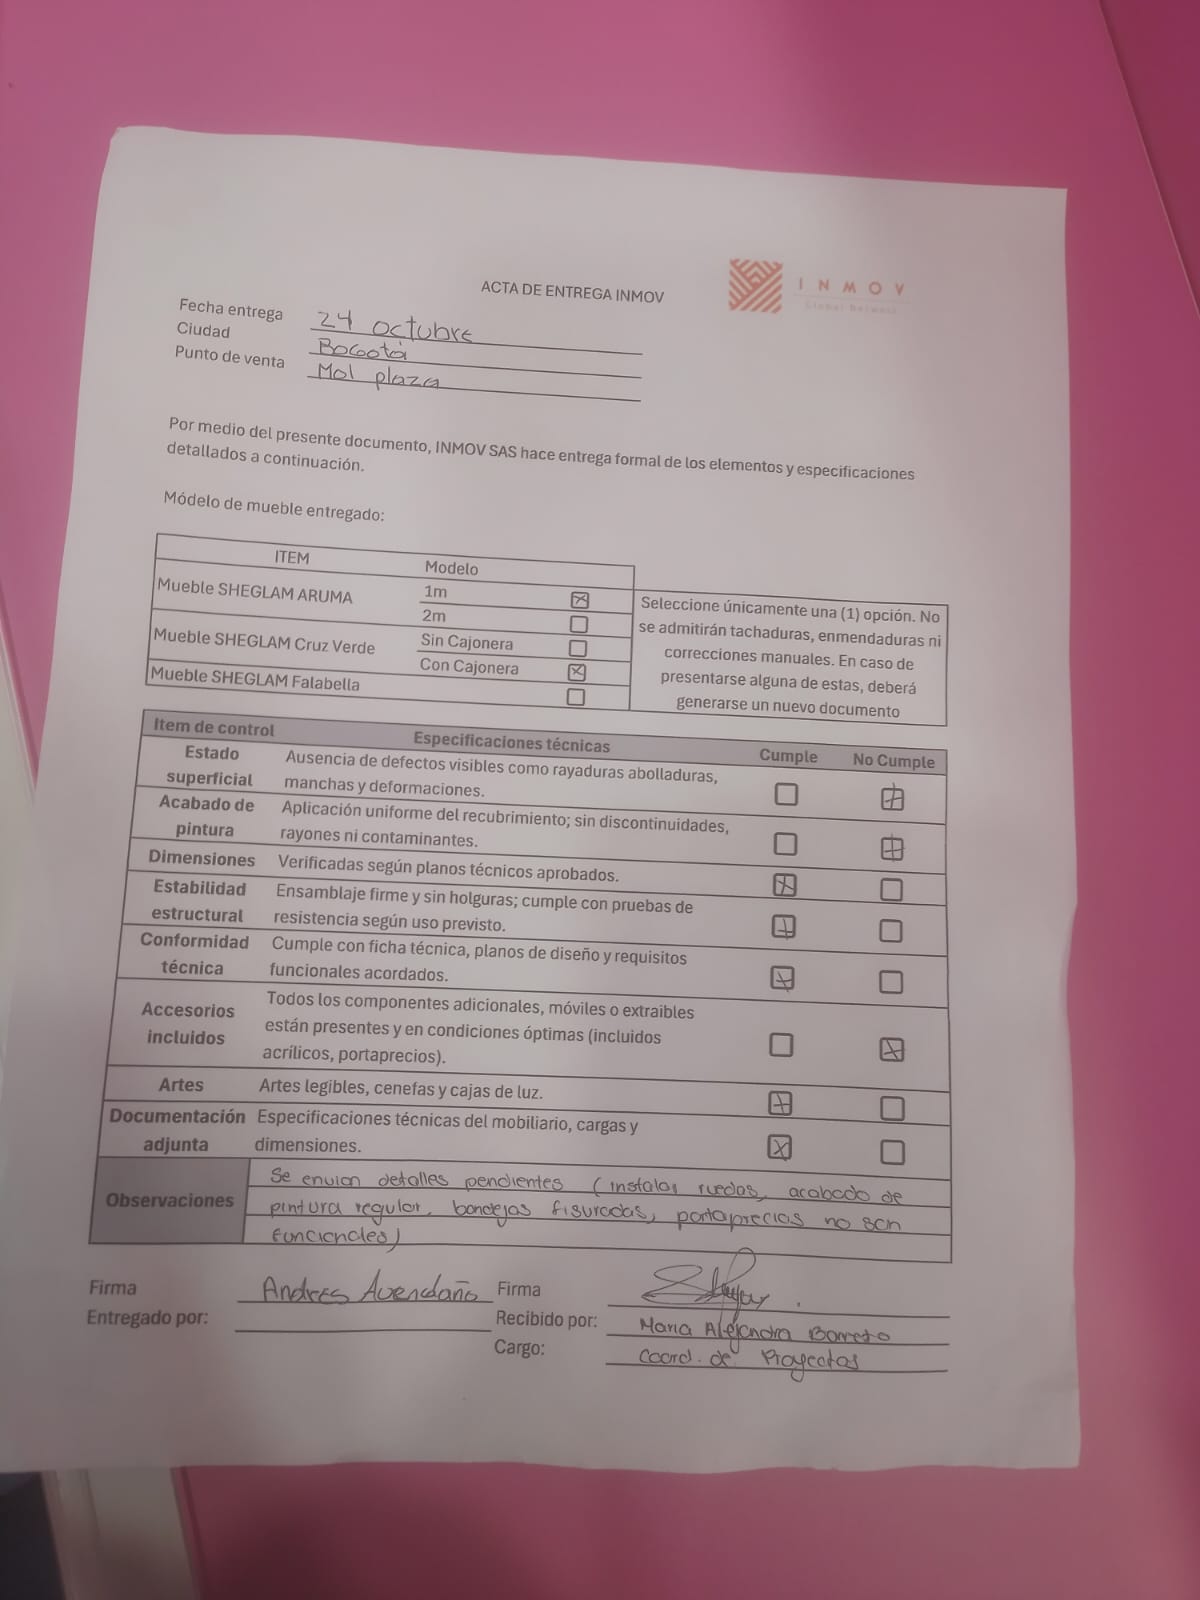 INMOV
Global Network
ACTA DE ENTREGA INMOV
Fecha entrega 24 octubre
Ciudad Bogotá
Punto de venta Mol plaza
Por medio del presente documento, INMOV SAS hace entrega formal de los elementos y especificaciones
detallados a continuación.
Módelo de mueble entregado:
ITEM Modelo
Mueble SHEGLAM ARUMA 1m ☒
2m ☐
Mueble SHEGLAM Cruz Verde Sin Cajonera ☐
Con Cajonera ☒
Mueble SHEGLAM Falabella ☐
Seleccione únicamente una (1) opción. No
se admitirán tachaduras, enmendaduras ni
correcciones manuales. En caso de
presentarse alguna de estas, deberá
generarse un nuevo documento
Item de control Especificaciones técnicas Cumple No Cumple
Estado
superficial
Ausencia de defectos visibles como rayaduras abolladuras,
manchas y deformaciones. ☐ ☒
Acabado de
pintura
Aplicación uniforme del recubrimiento; sin discontinuidades,
rayones ni contaminantes. ☐ ☒
Dimensiones Verificadas según planos técnicos aprobados. ☒ ☐
Estabilidad
estructural
Ensamblaje firme y sin holguras; cumple con pruebas de
resistencia según uso previsto. ☒ ☐
Conformidad
técnica
Cumple con ficha técnica, planos de diseño y requisitos
funcionales acordados. ☒ ☐
Accesorios
incluidos
Todos los componentes adicionales, móviles o extraibles
están presentes y en condiciones óptimas (incluidos
acrílicos, portaprecios). ☐ ☒
Artes Artes legibles, cenefas y cajas de luz. ☒ ☐
Documentación
adjunta
Especificaciones técnicas del mobiliario, cargas y
dimensiones. ☒ ☐
Observaciones
Se envian detalles pendientes (instalar ruedas, acabado de
pintura regular, bandejas fisuradas, portaprecios no son
funcionales)
Firma Andres Avendaño
Entregado por:
Firma
Recibido por: Maria Alejandra Barreto
Cargo: Coord. de Proyectos